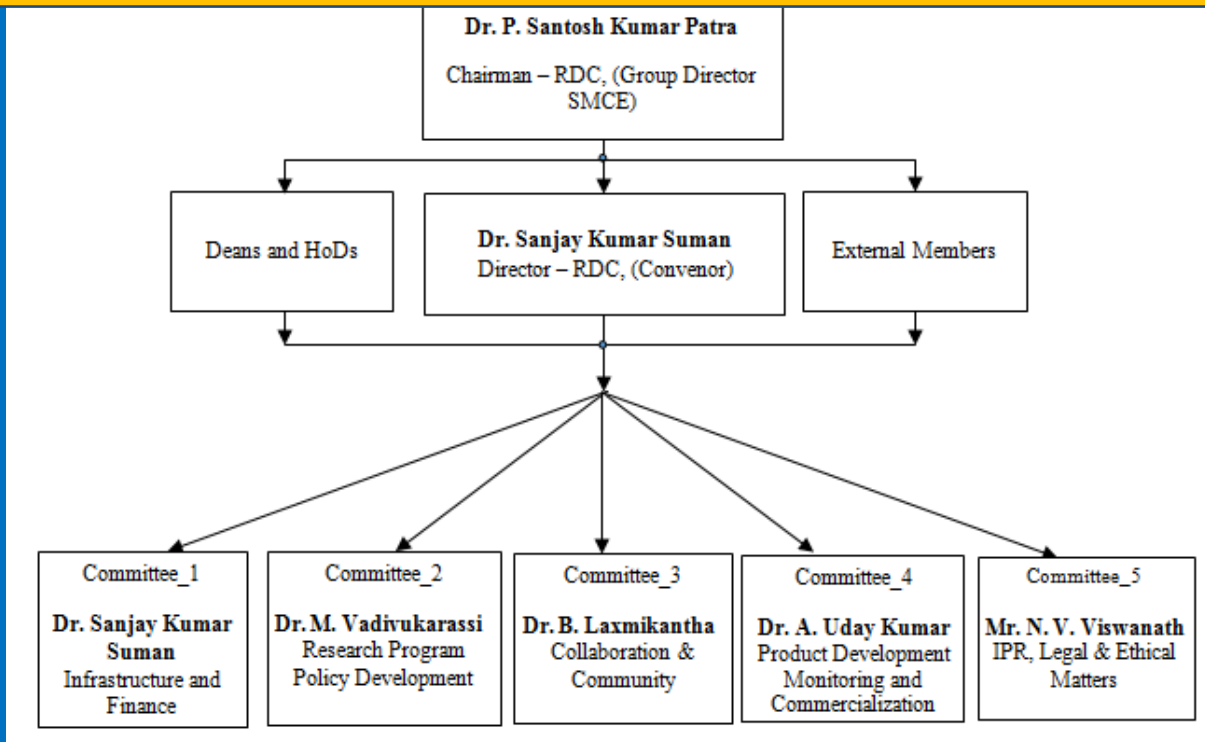 Dr. P. Santosh Kumar Patra
Chairman – RDC, (Group Director
SMCE)
Deans and HoDs
Dr. Sanjay Kumar Suman
Director – RDC, (Convenor)
External Members
Committee_1
Dr. Sanjay Kumar
Suman
Infrastructure and
Finance
Committee_2
Dr. M. Vadivukarassi
Research Program
Policy Development
Committee_3
Dr. B. Laxmikantha
Collaboration &
Community
Committee_4
Dr. A. Uday Kumar
Product Development
Monitoring and
Commercialization
Committee_5
Mr. N. V. Viswanath
IPR, Legal & Ethical
Matters